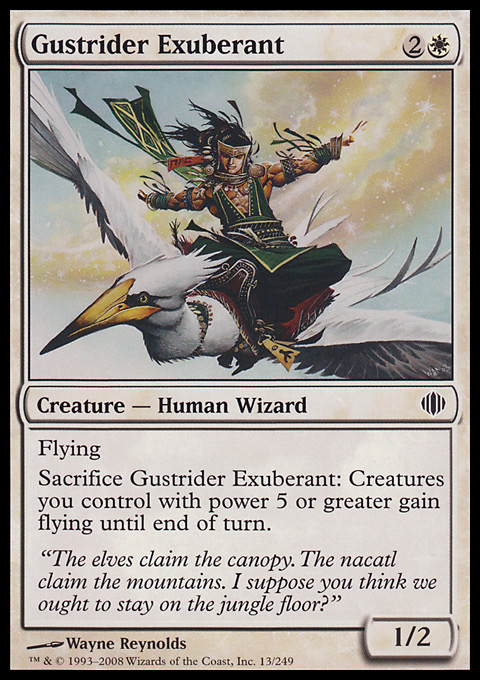 Gustrider Exuberant 2
Creature — Human Wizard
Flying
Sacrifice Gustrider Exuberant: Creatures
you control with power 5 or greater gain
flying until end of turn.
“The elves claim the canopy. The nacatl
claim the mountains. I suppose you think we
ought to stay on the jungle floor?”
Wayne Reynolds
1/2
™ & © 1993–2008 Wizards of the Coast, Inc. 13/249